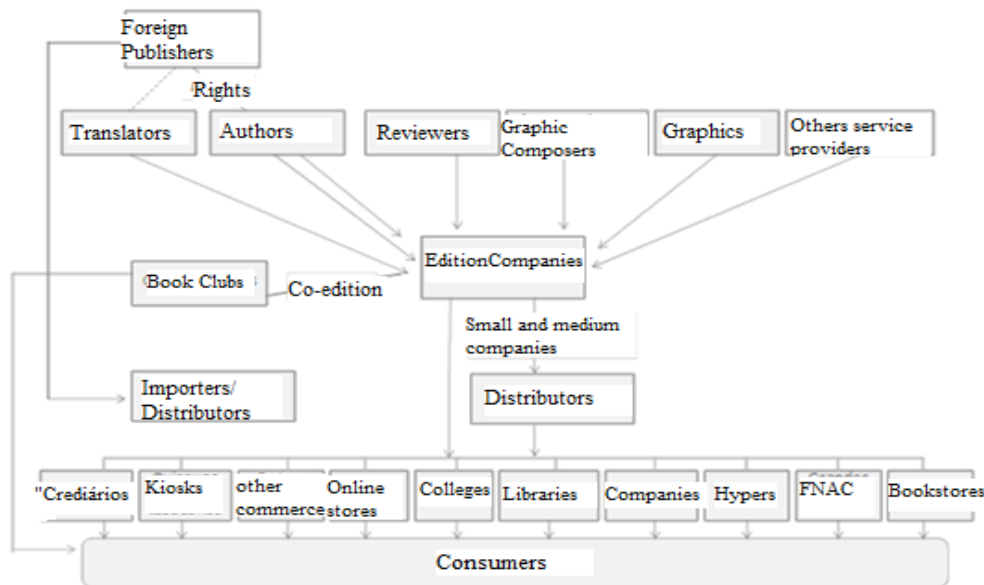 Foreign
Publishers
Rights
Translators
Authors
Reviewers
Graphic
Composers
Graphics
Others service
providers
EditionCompanies
Book Clubs
Co-edition
Small and medium
companies
Importers/
Distributors
Distributors
"Crediários
Kiosks
other
commerce
Online
stores
Colleges
Libraries
Companies
Hypers
FNAC
Bookstores
Consumers